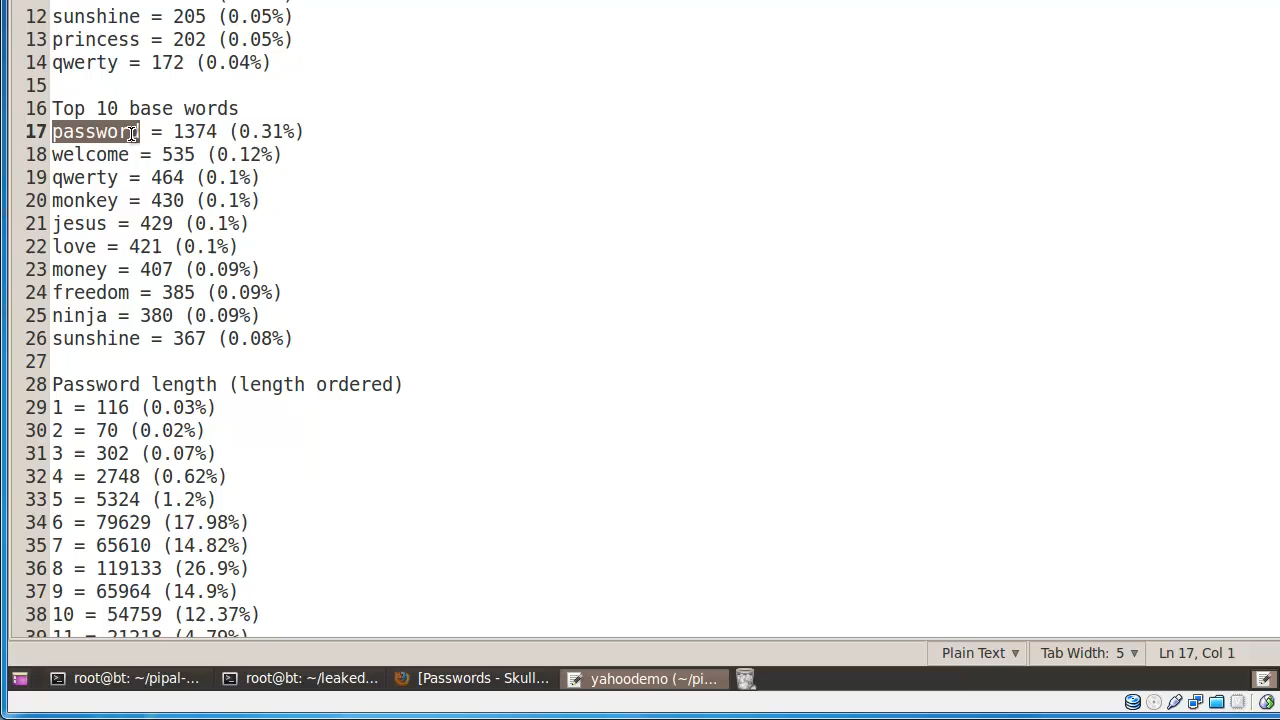 12 sunshine = 205 (0.05%)
13 princess = 202 (0.05%)
14 qwerty = 172 (0.04%)
15
16 Top 10 base words
17 password = 1374 (0.31%)
18 welcome = 535 (0.12%)
19 qwerty = 464 (0.1%)
20 monkey = 430 (0.1%)
21 jesus = 429 (0.1%)
22 love = 421 (0.1%)
23 money = 407 (0.09%)
24 freedom = 385 (0.09%)
25 ninja = 380 (0.09%)
26 sunshine = 367 (0.08%)
27
28 Password length (length ordered)
29 1 = 116 (0.03%)
30 2 = 70 (0.02%)
31 3 = 302 (0.07%)
32 4 = 2748 (0.62%)
33 5 = 5324 (1.2%)
34 6 = 79629 (17.98%)
35 7 = 65610 (14.82%)
36 8 = 119133 (26.9%)
37 9 = 65964 (14.9%)
38 10 = 54759 (12.37%)
39 11 = 21218 (4.79%)
Plain Text Tab Width: 5 Ln 17, Col 1
root@bt: ~/pipal-... root@bt: ~/leaked... [Passwords - Skull... yahoodemo (~/pi...